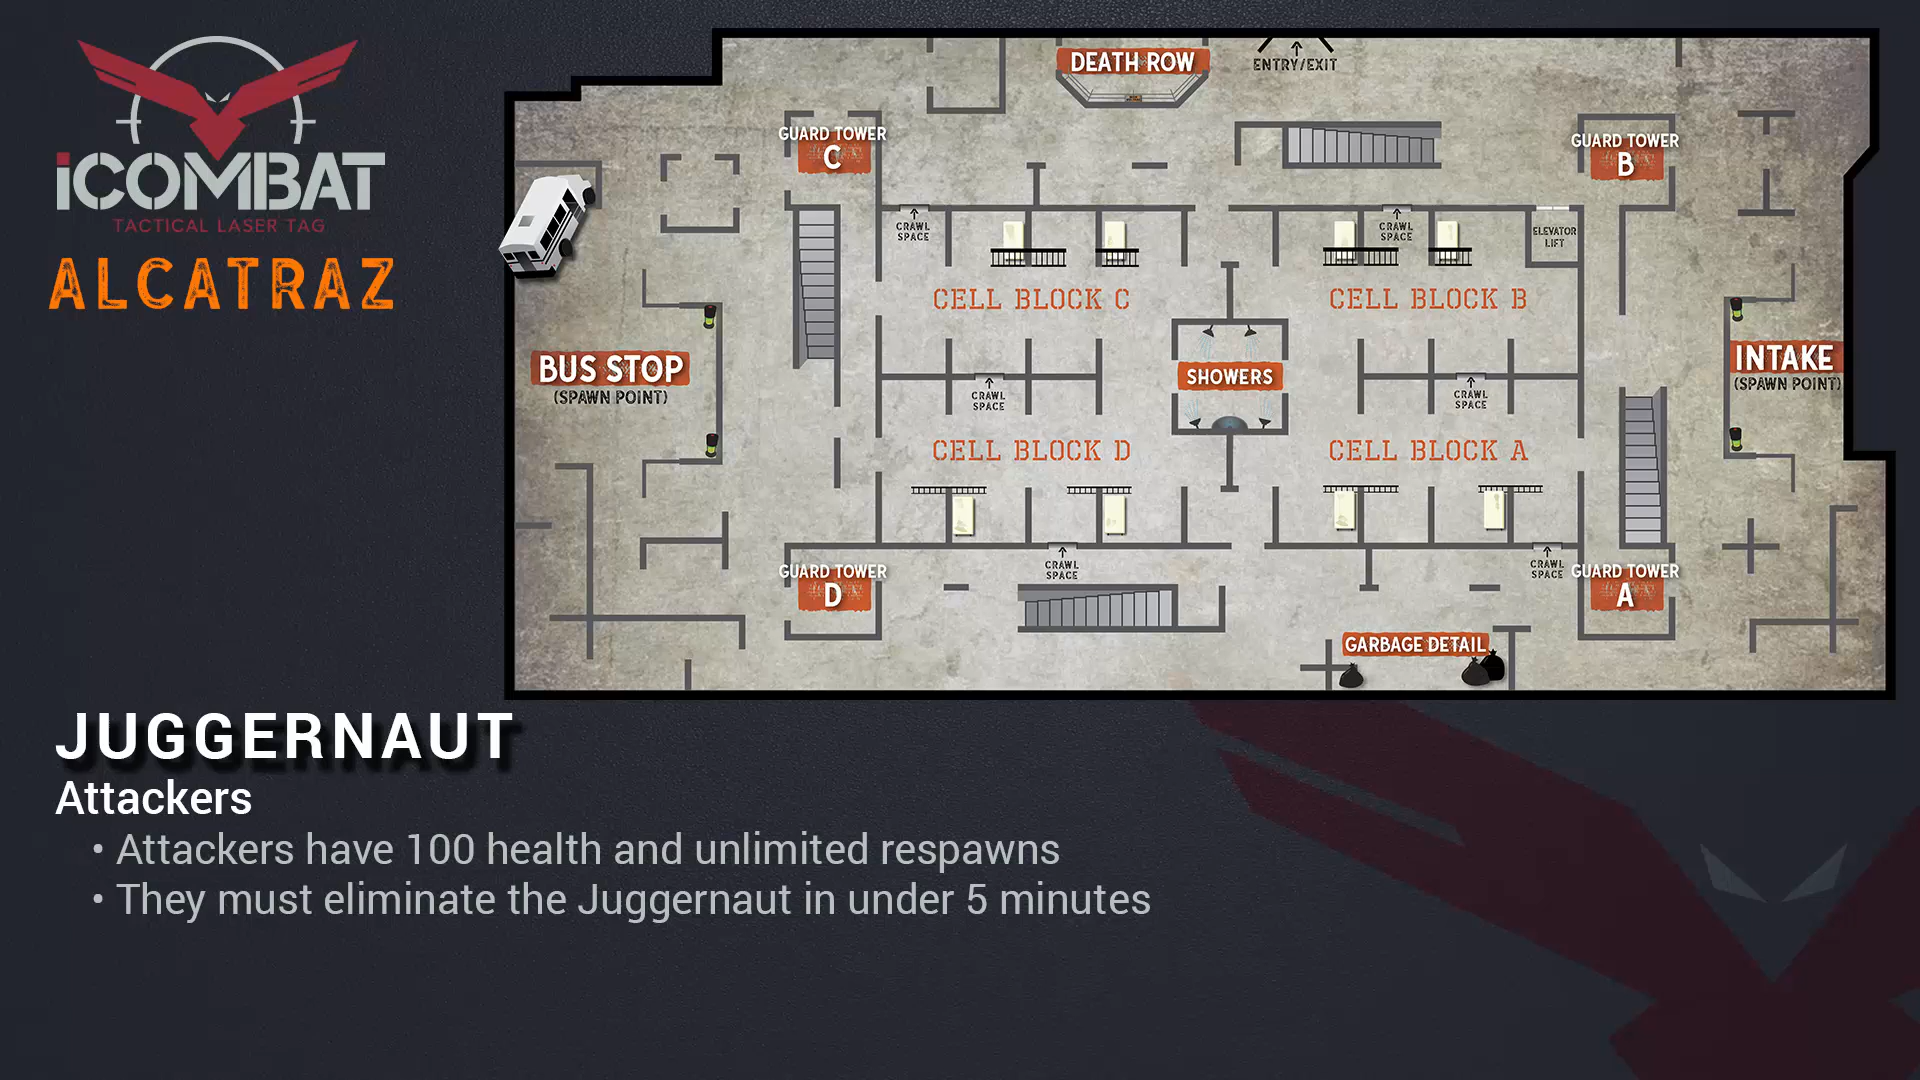 iCOMBAT
TACTICAL LASER TAG
ALCATRAZ
DEATH ROW
ENTRY/EXIT
GUARD TOWER
C
GUARD TOWER
B
CRAWL
SPACE
CRAWL
SPACE
ELEVATOR
LIFT
CELL BLOCK C
CELL BLOCK B
BUS STOP
(SPAWN POINT)
SHOWERS
INTAKE
(SPAWN POINT)
CRAWL
SPACE
CRAWL
SPACE
CELL BLOCK D
CELL BLOCK A
GUARD TOWER
D
CRAWL
SPACE
CRAWL
SPACE
GUARD TOWER
A
GARBAGE DETAIL
JUGGERNAUT
Attackers
• Attackers have 100 health and unlimited respawns
• They must eliminate the Juggernaut in under 5 minutes